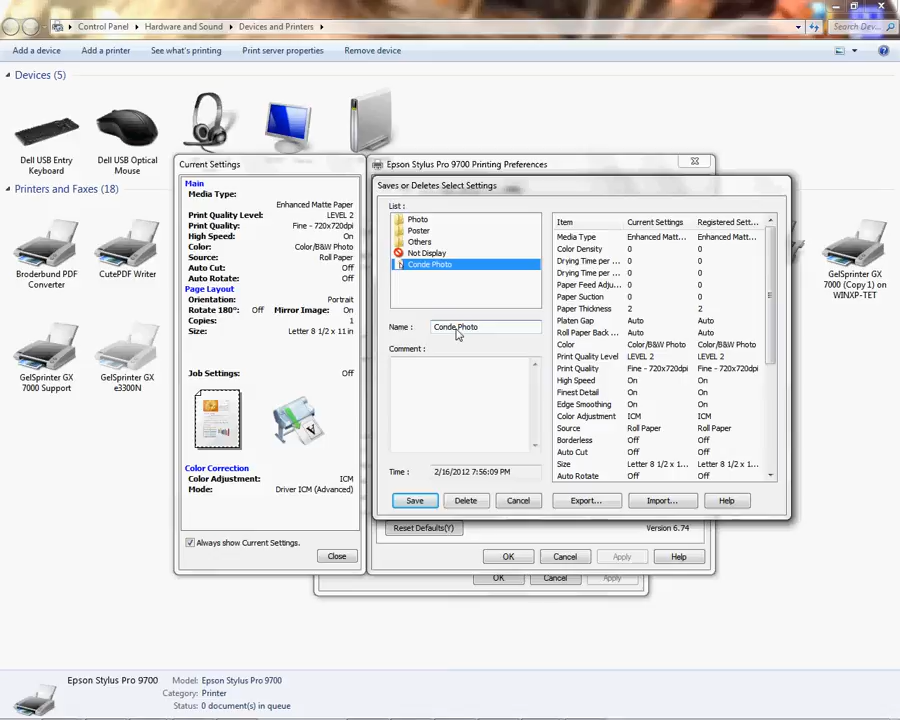 Control Panel ▸ Hardware and Sound ▸ Devices and Printers ▸
Search Dev...
Add a device Add a printer See what's printing Print server properties Remove device
Devices (5)
Dell USB Entry Keyboard
Dell USB Optical Mouse
Printers and Faxes (18)
Broderbund PDF Converter
CutePDF Writer
GelSprinter GX 7000 (Copy 1) on WINXP-TET
GelSprinter GX 7000 Support
GelSprinter GX e3300N
Current Settings
Main
Media Type:
Enhanced Matte Paper
Print Quality Level: LEVEL 2
Print Quality: Fine - 720x720dpi
High Speed: On
Color: Color/B&W Photo
Source: Roll Paper
Auto Cut: Off
Auto Rotate: Off
Page Layout
Orientation: Portrait
Rotate 180°: Off Mirror Image: On
Copies: 1
Size: Letter 8 1/2 x 11 in
Job Settings: Off
Color Correction
Color Adjustment: ICM
Mode: Driver ICM (Advanced)
Always show Current Settings.
Close
Epson Stylus Pro 9700 Printing Preferences
Saves or Deletes Select Settings
List :
Photo
Poster
Others
Not Display
Conde Photo
Name : Conde Photo
Comment :
Time : 2/16/2012 7:56:09 PM
Item Current Settings Registered Sett...
Media Type Enhanced Matt... Enhanced Matt...
Color Density 0 0
Drying Time per ... 0 0
Drying Time per ... 0 0
Paper Feed Adju... 0 0
Paper Suction 0 0
Paper Thickness 2 2
Platen Gap Auto Auto
Roll Paper Back ... Off Off
Color Color/B&W Photo Color/B&W Photo
Print Quality Level LEVEL 2 LEVEL 2
Print Quality Fine - 720x720dpi Fine - 720x720dpi
High Speed On On
Finest Detail On On
Edge Smoothing On On
Color Adjustment ICM ICM
Source Roll Paper Roll Paper
Borderless Off Off
Auto Cut Off Off
Size Letter 8 1/2 x 1... Letter 8 1/2 x 1...
Auto Rotate Off Off
Save Delete Cancel Export... Import... Help
Reset Defaults(Y) Version 6.74
OK Cancel Apply Help
OK Cancel Apply
Epson Stylus Pro 9700 Model: Epson Stylus Pro 9700
Category: Printer
Status: 0 document(s) in queue